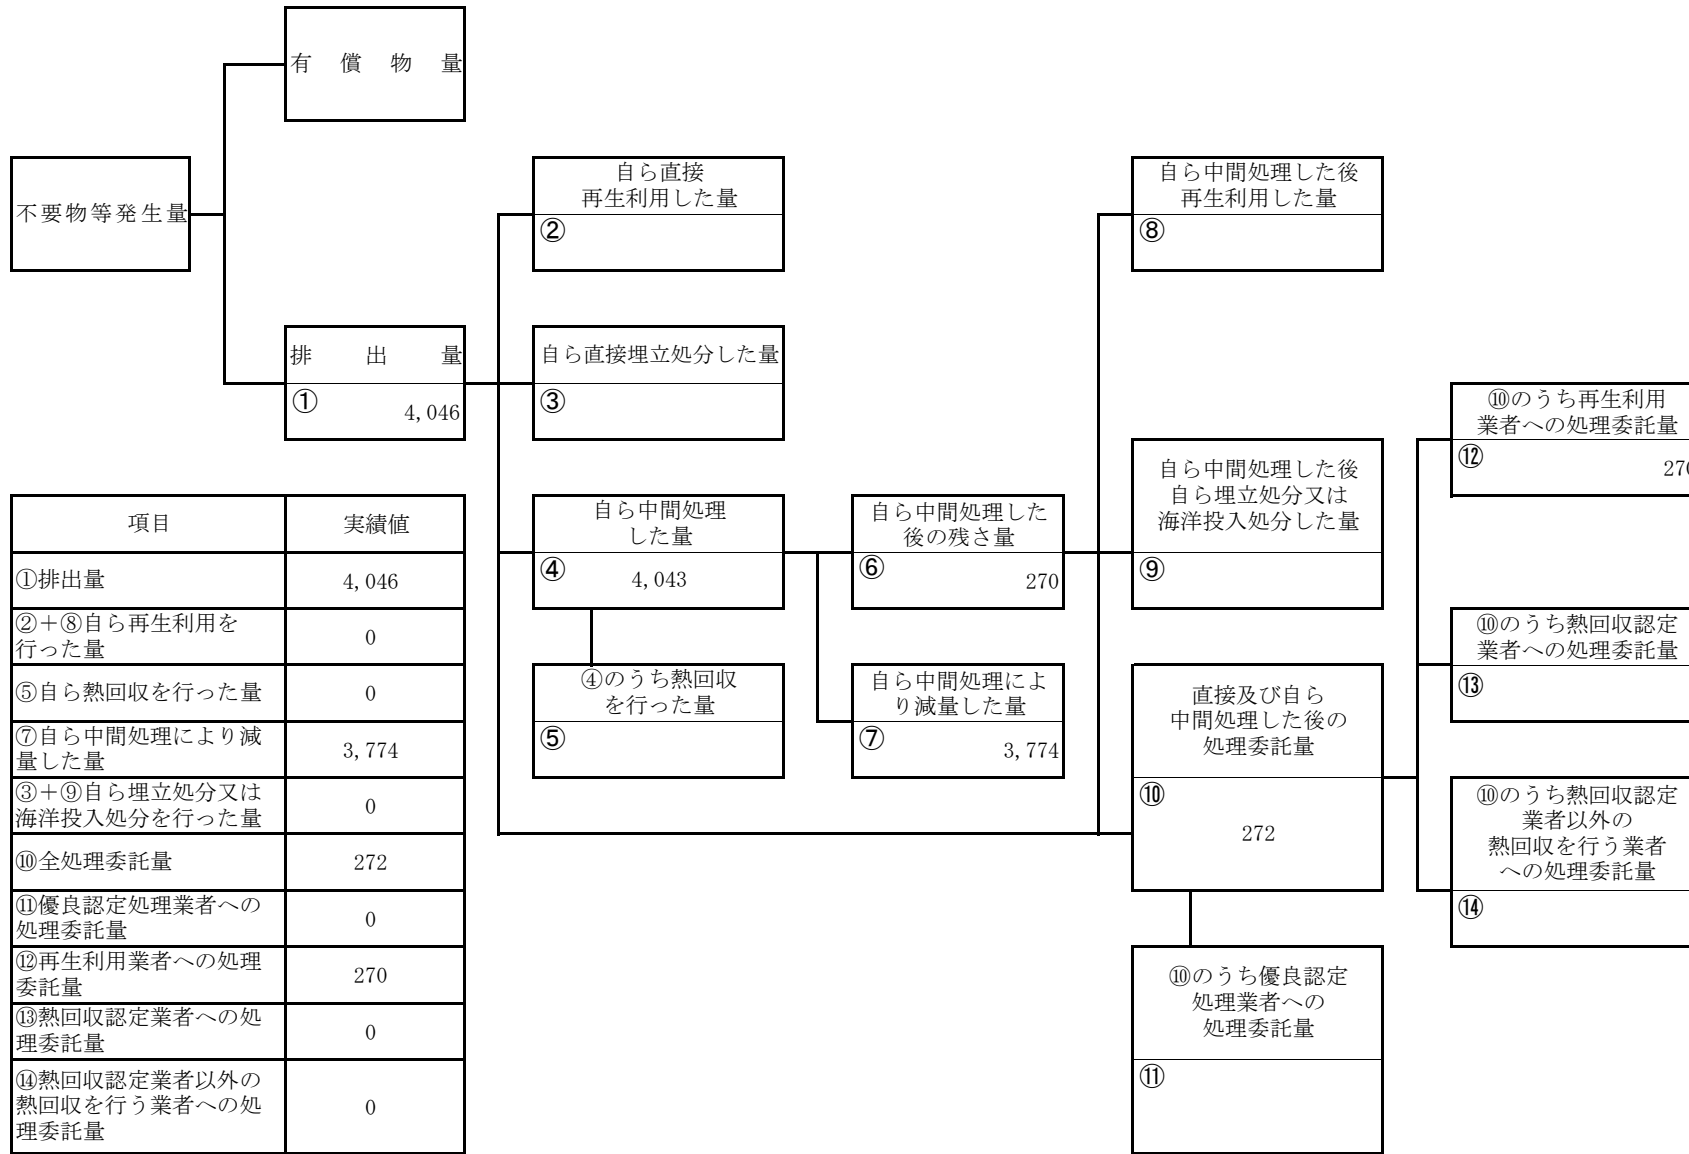 有償物量
不要物等発生量
排出量
①
4,046
自ら直接
再生利用した量
②
自ら直接埋立処分した量
③
自ら中間処理
した量
④
4,043
④のうち熱回収
を行った量
⑤
自ら中間処理した
後の残さ量
⑥
270
自ら中間処理によ
り減量した量
⑦
3,774
自ら中間処理した後
再生利用した量
⑧
自ら中間処理した後
自ら埋立処分又は
海洋投入処分した量
⑨
直接及び自ら
中間処理した後の
処理委託量
⑩
272
⑩のうち優良認定
処理業者への
処理委託量
⑪
⑩のうち再生利用
業者への処理委託量
⑫
270
⑩のうち熱回収認定
業者への処理委託量
⑬
⑩のうち熱回収認定
業者以外の
熱回収を行う業者
への処理委託量
⑭
項目 実績値
①排出量 4,046
②＋⑧自ら再生利用を
行った量 0
⑤自ら熱回収を行った量 0
⑦自ら中間処理により減
量した量 3,774
③＋⑨自ら埋立処分又は
海洋投入処分を行った量 0
⑩全処理委託量 272
⑪優良認定処理業者への
処理委託量 0
⑫再生利用業者への処理
委託量 270
⑬熱回収認定業者への処
理委託量 0
⑭熱回収認定業者以外の
熱回収を行う業者への処
理委託量 0